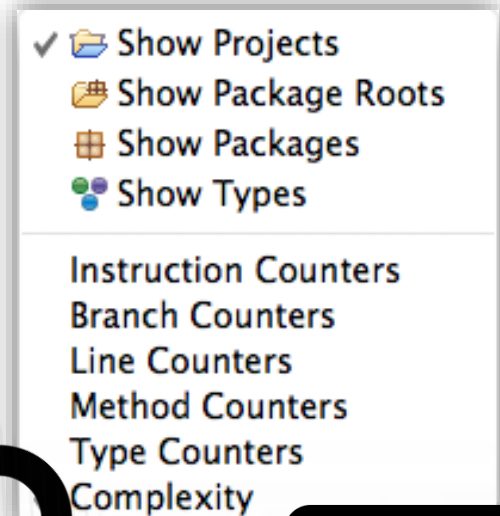 Show Projects
Show Package Roots
Show Packages
Show Types
Instruction Counters
Branch Counters
Line Counters
Method Counters
Type Counters
Complexity